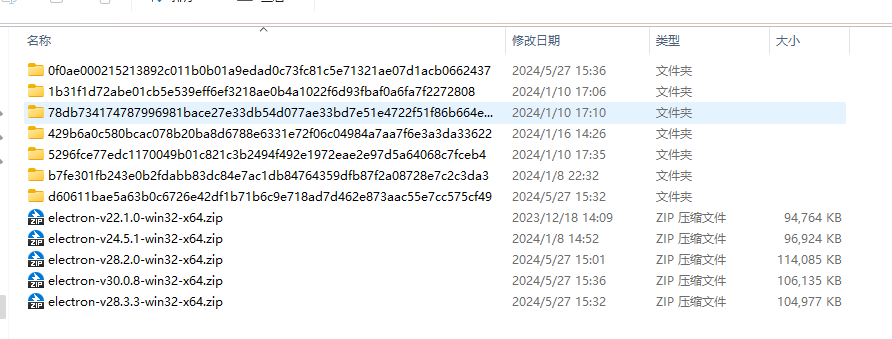 名称 修改日期 类型 大小
0f0ae000215213892c011b0b01a9edad0c73fc81c5e71321ae07d1acb0662437 2024/5/27 15:36 文件夹
1b31f1d72abe01cb5e539eff6ef3218ae0b4a1022f6d93fbaf0a6fa7f2272808 2024/1/10 17:06 文件夹
78db734174787996981bace27e33db54d077ae33bd7e51e4722f51f86b664e... 2024/1/10 17:10 文件夹
429b6a0c580bcac078b20ba8d6788e6331e72f06c04984a7aa7f6e3a3da33622 2024/1/16 14:26 文件夹
5296fce77edc1170049b01c821c3b2494f492e1972eae2e97d5a64068c7fceb4 2024/1/10 17:35 文件夹
b7fe301fb243e0b2fdabb83dc84e7ac1db84764359dfb87f2a08728e7c2c3da3 2024/1/8 22:32 文件夹
d60611bae5a63b0c6726e42df1b71b6c9e718ad7d462e873aac55e7cc575cf49 2024/5/27 15:32 文件夹
electron-v22.1.0-win32-x64.zip 2023/12/18 14:09 ZIP 压缩文件 94,764 KB
electron-v24.5.1-win32-x64.zip 2024/1/8 14:52 ZIP 压缩文件 96,924 KB
electron-v28.2.0-win32-x64.zip 2024/5/27 15:01 ZIP 压缩文件 114,085 KB
electron-v30.0.8-win32-x64.zip 2024/5/27 15:36 ZIP 压缩文件 106,135 KB
electron-v28.3.3-win32-x64.zip 2024/5/27 15:32 ZIP 压缩文件 104,977 KB